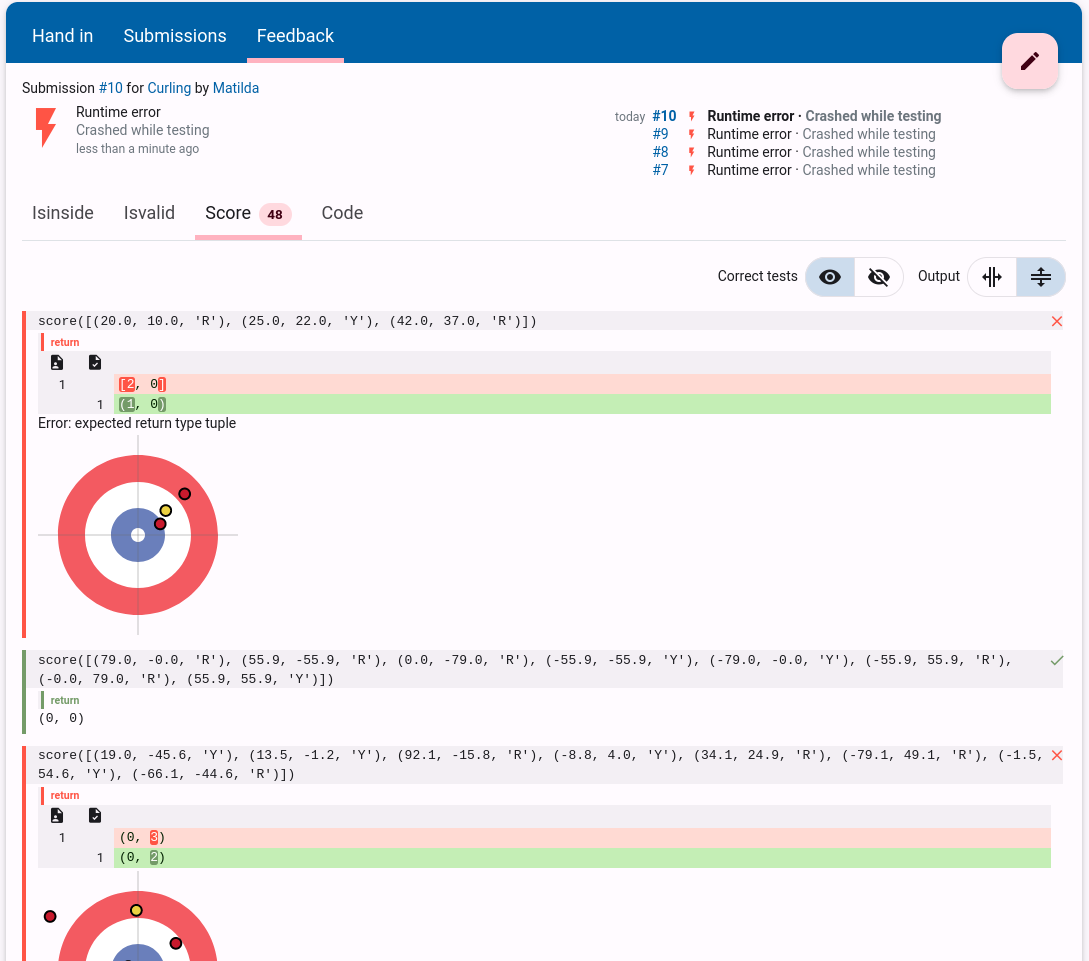 Hand in Submissions Feedback
Submission #10 for Curling by Matilda
Runtime error
Crashed while testing
less than a minute ago
today #10 Runtime error · Crashed while testing
#9 Runtime error · Crashed while testing
#8 Runtime error · Crashed while testing
#7 Runtime error · Crashed while testing
Isinside Isvalid Score 48 Code
Correct tests Output
score([(20.0, 10.0, 'R'), (25.0, 22.0, 'Y'), (42.0, 37.0, 'R')])
return
1 [2, 0]
1 (1, 0)
Error: expected return type tuple
score([(79.0, -0.0, 'R'), (55.9, -55.9, 'R'), (0.0, -79.0, 'R'), (-55.9, -55.9, 'Y'), (-79.0, -0.0, 'Y'), (-55.9, 55.9, 'R'),
(-0.0, 79.0, 'R'), (55.9, 55.9, 'Y')])
return
(0, 0)
score([(19.0, -45.6, 'Y'), (13.5, -1.2, 'Y'), (92.1, -15.8, 'R'), (-8.8, 4.0, 'Y'), (34.1, 24.9, 'R'), (-79.1, 49.1, 'R'), (-1.5,
54.6, 'Y'), (-66.1, -44.6, 'R')])
return
1 (0, 3)
1 (0, 2)